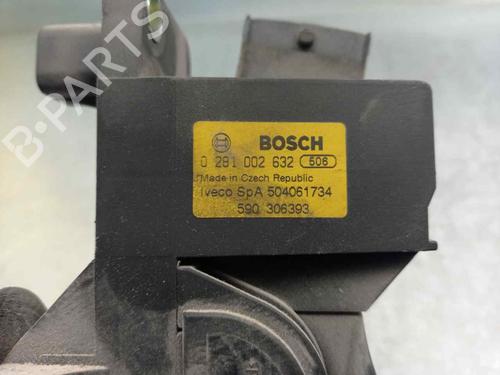 BOSCH
0 281 002 632 506
Made in Czech Republic
Iveco SpA 504061734
590 306393
B-PARTS